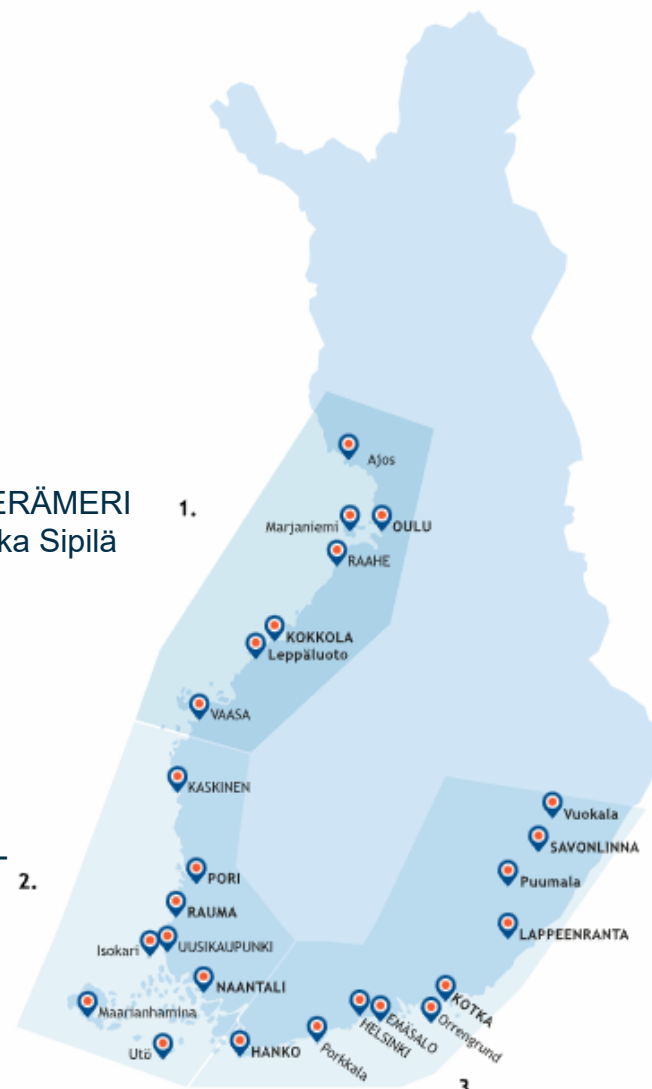 ERÄMERI
ka Sipilä
1.
Ajos
Marjaniemi
OULU
RAAHE
KOKKOLA
Leppäluoto
VAASA
KASKINEN
2.
PORI
RAUMA
Isokari
UUSIKAUPUNKI
NAANTALI
Maarianhamina
Utö
HANKO
Porkkala
HELSINKI
EMÄSALO
Orrengrund
KOTKA
Vuokala
SAVONLINNA
Puumala
LAPPEENRANTA
3.